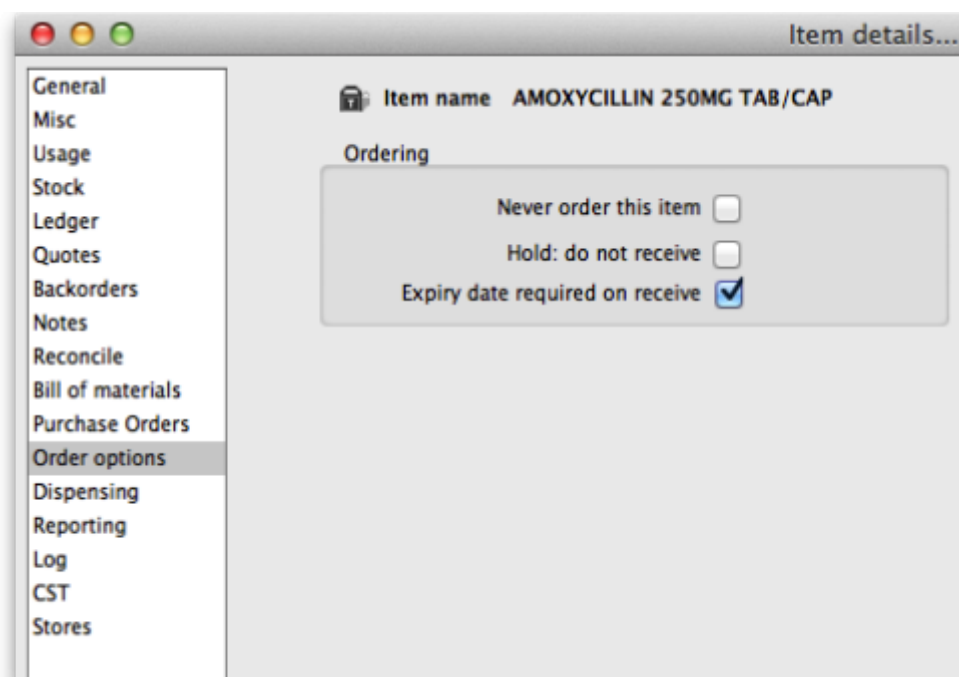 Item details...
General
Misc
Usage
Stock
Ledger
Quotes
Backorders
Notes
Reconcile
Bill of materials
Purchase Orders
Order options
Dispensing
Reporting
Log
CST
Stores
Item name AMOXYCILLIN 250MG TAB/CAP
Ordering
Never order this item
Hold: do not receive
Expiry date required on receive